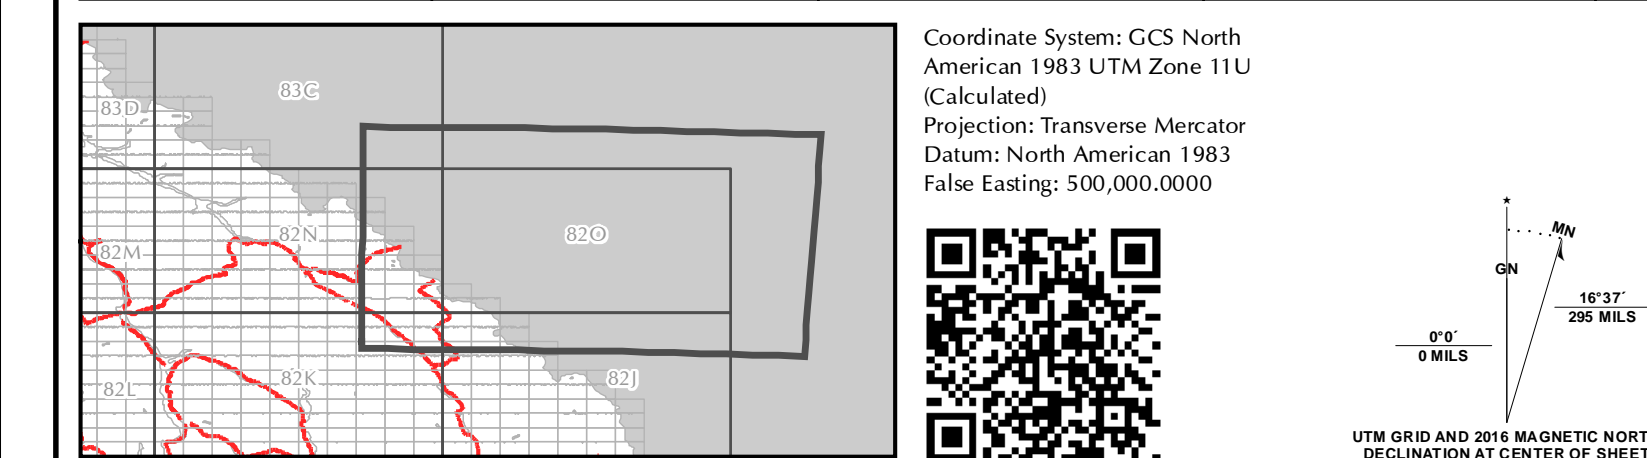 83C
83D
82N
82O
82M
82K
82J
82L
Coordinate System: GCS North
American 1983 UTM Zone 11U
(Calculated)
Projection: Transverse Mercator
Datum: North American 1983
False Easting: 500,000.0000
MN
GN
16°37´
295 MILS
0°0´
0 MILS
UTM GRID AND 2016 MAGNETIC NORT
DECLINATION AT CENTER OF SHEET